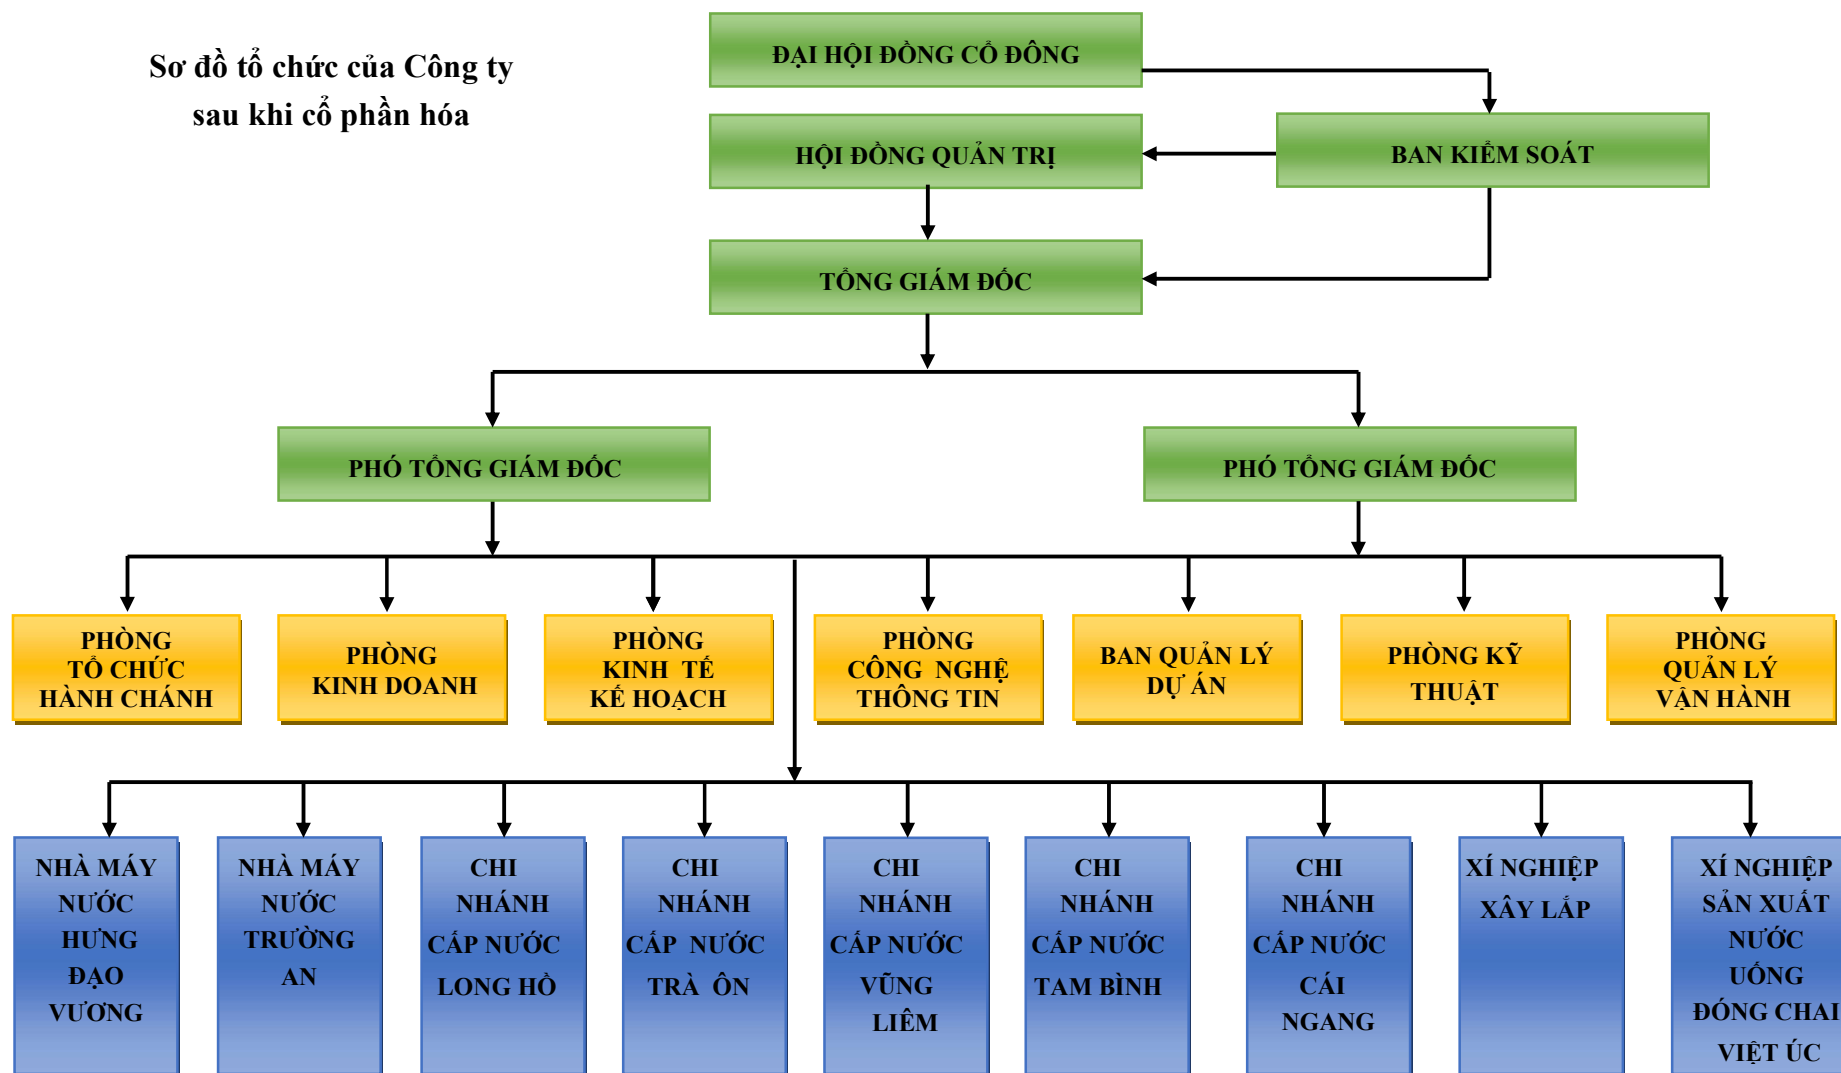 Sơ đồ tổ chức của Công ty
sau khi cổ phần hóa
ĐẠI HỘI ĐỒNG CỔ ĐÔNG
HỘI ĐỒNG QUẢN TRỊ
BAN KIỂM SOÁT
TỔNG GIÁM ĐỐC
PHÓ TỔNG GIÁM ĐỐC
PHÓ TỔNG GIÁM ĐỐC
PHÒNG
TỔ CHỨC
HÀNH CHÁNH
PHÒNG
KINH DOANH
PHÒNG
KINH TẾ
KẾ HOẠCH
PHÒNG
CÔNG NGHỆ
THÔNG TIN
BAN QUẢN LÝ
DỰ ÁN
PHÒNG KỸ
THUẬT
PHÒNG
QUẢN LÝ
VẬN HÀNH
NHÀ MÁY
NƯỚC
HƯNG
ĐẠO
VƯƠNG
NHÀ MÁY
NƯỚC
TRƯỜNG
AN
CHI
NHÁNH
CẤP NƯỚC
LONG HỒ
CHI
NHÁNH
CẤP NƯỚC
TRÀ ÔN
CHI
NHÁNH
CẤP NƯỚC
VŨNG
LIÊM
CHI
NHÁNH
CẤP NƯỚC
TAM BÌNH
CHI
NHÁNH
CẤP NƯỚC
CÁI
NGANG
XÍ NGHIỆP
XÂY LẮP
XÍ NGHIỆP
SẢN XUẤT
NƯỚC
UỐNG
ĐÓNG CHAI
VIỆT ÚC